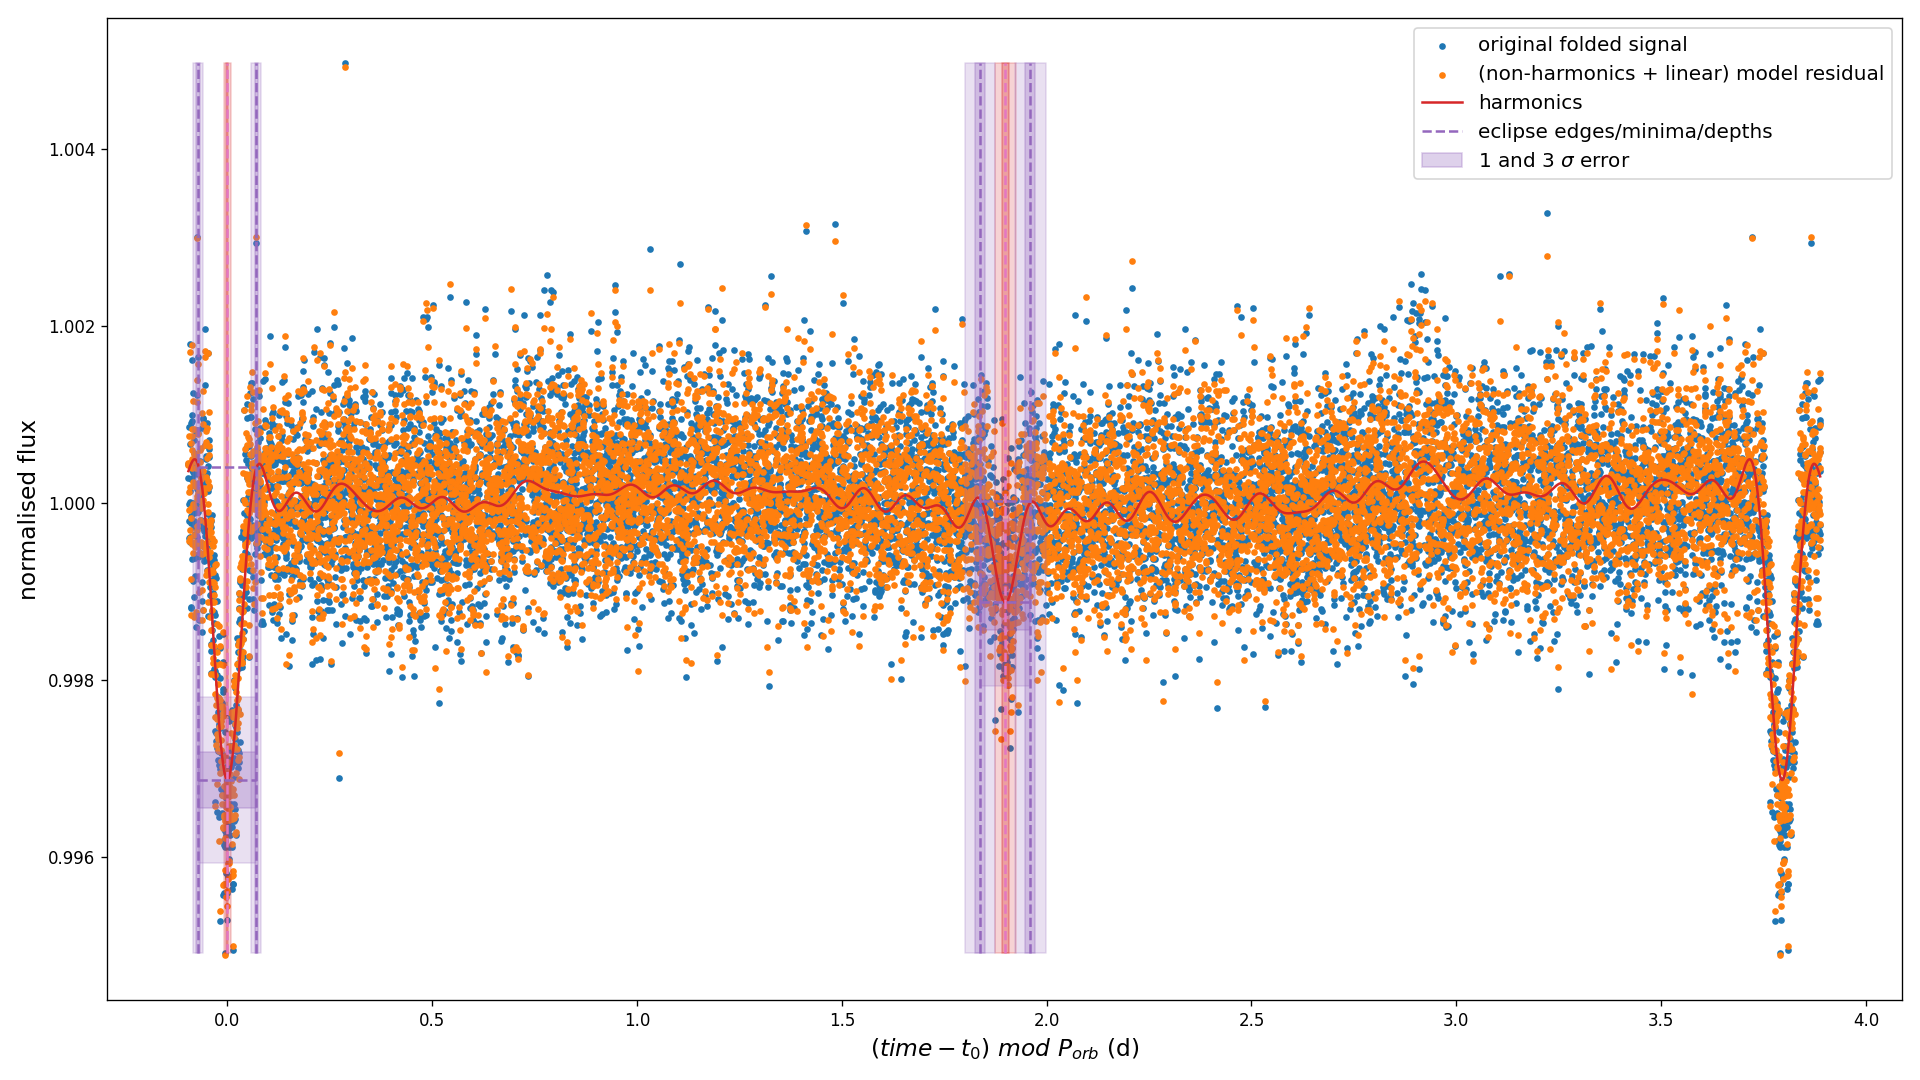 original folded signal
(non-harmonics + linear) model residual
harmonics
eclipse edges/minima/depths
1 and 3 σ error
normalised flux
1.004
1.002
1.000
0.998
0.996
0.0 0.5 1.0 1.5 2.0 2.5 3.0 3.5 4.0
(time − t₀) mod Pₒᵣb (d)